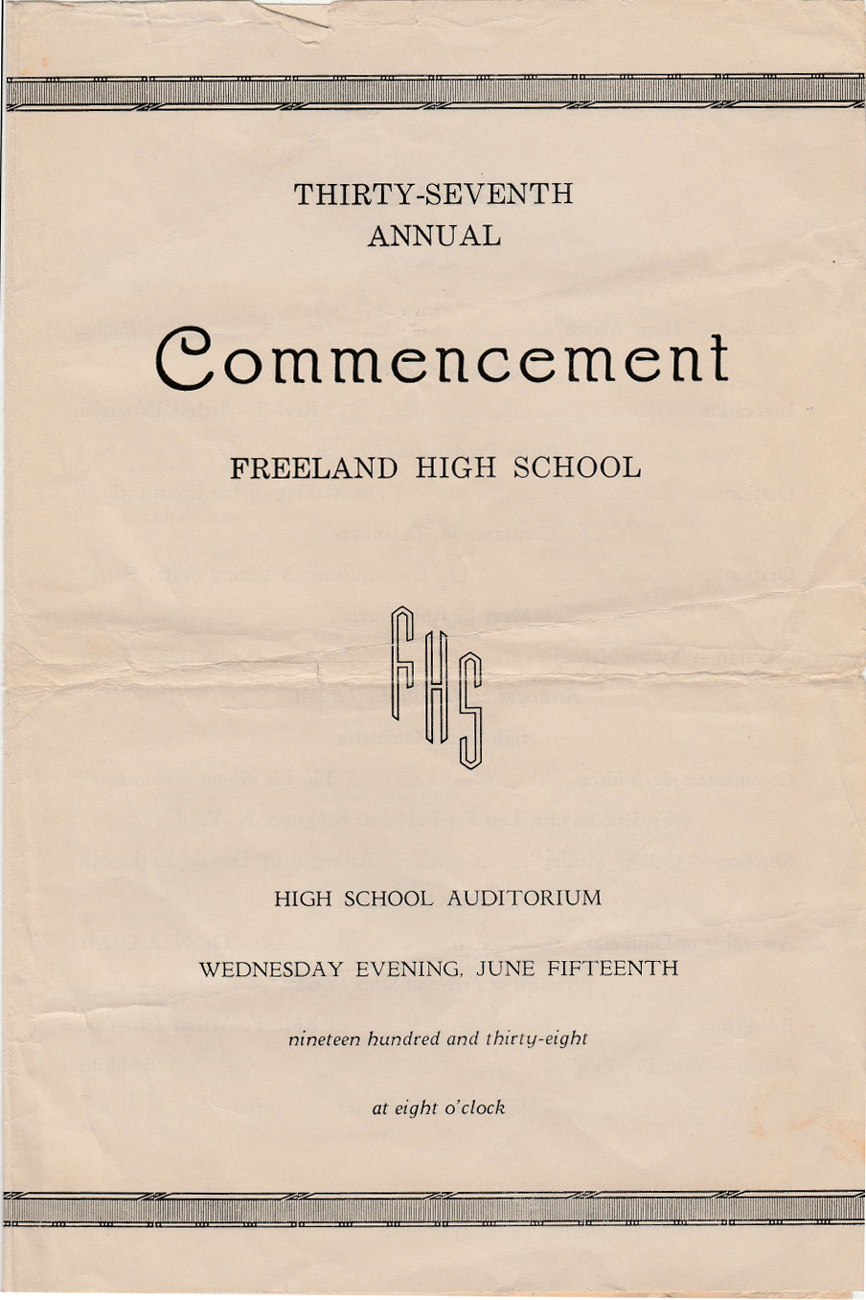 THIRTY-SEVENTH
ANNUAL
Commencement
FREELAND HIGH SCHOOL
FHS
HIGH SCHOOL AUDITORIUM
WEDNESDAY EVENING, JUNE FIFTEENTH
nineteen hundred and thirty-eight
at eight o'clock